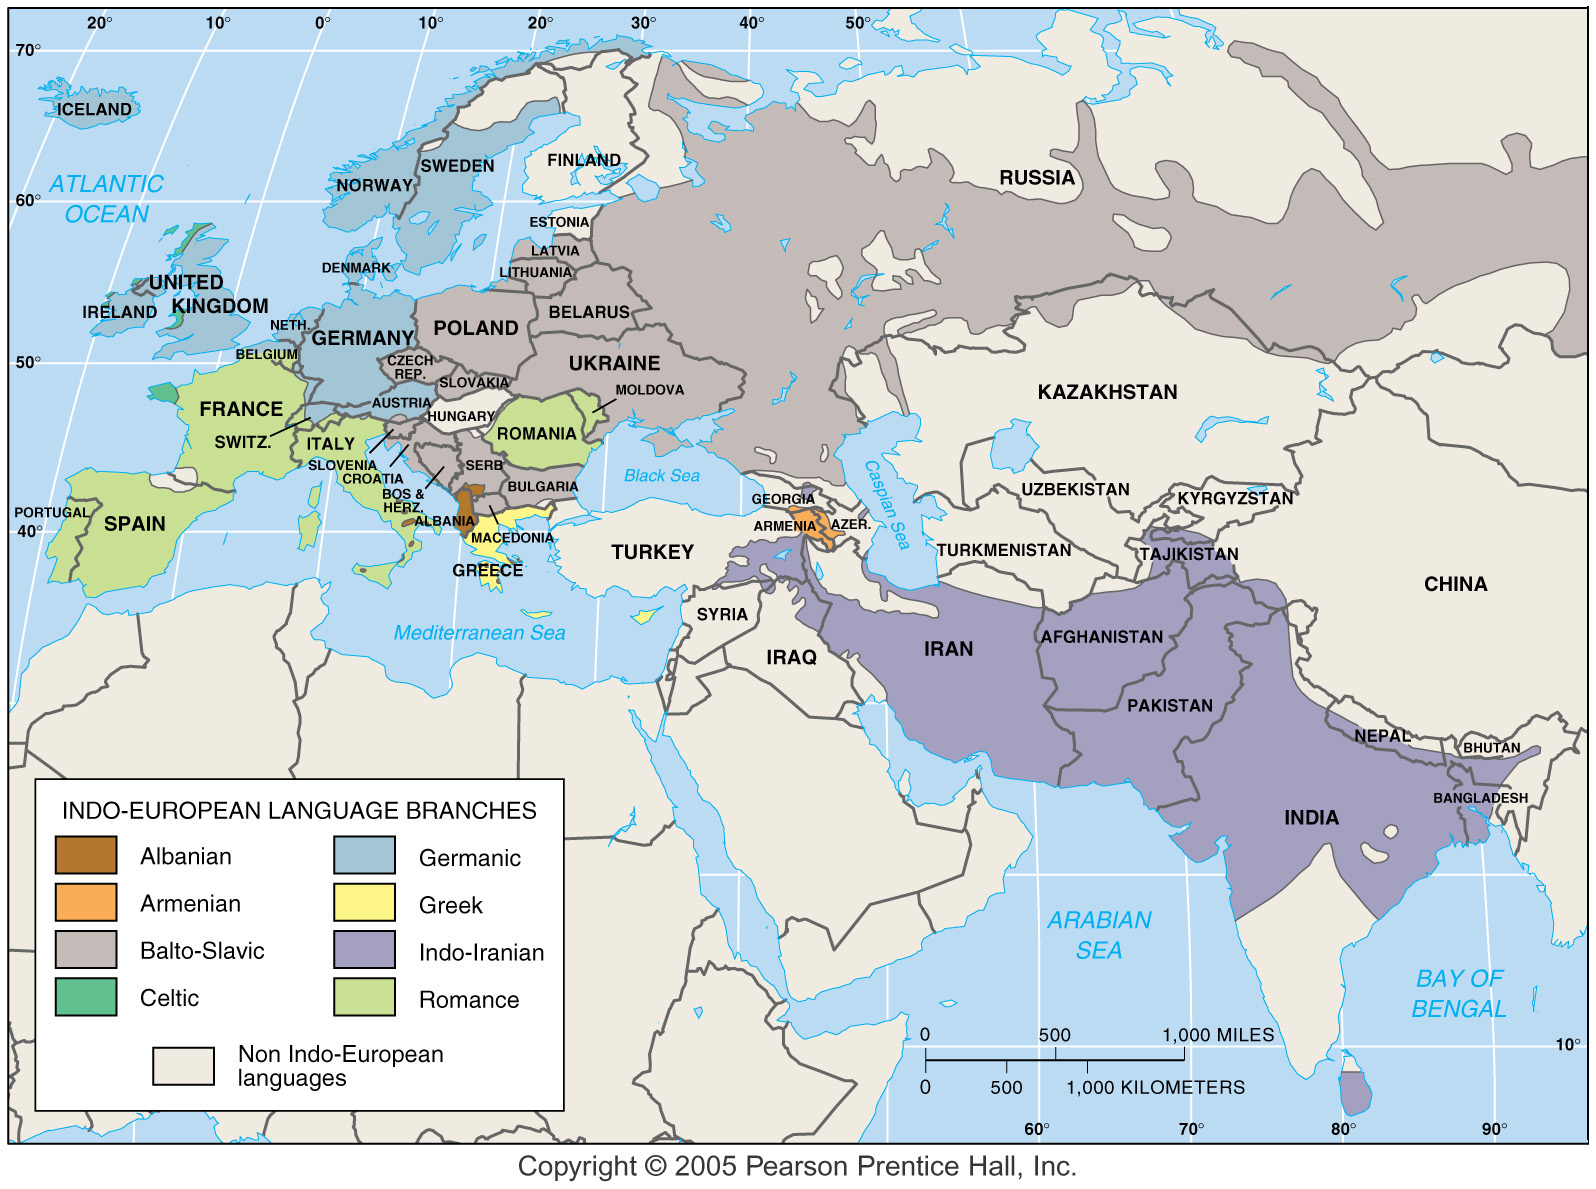 20°
10°
0°
10°
20°
30°
40°
50°
70°
60°
50°
40°
ICELAND
ATLANTIC
OCEAN
NORWAY
SWEDEN
FINLAND
RUSSIA
ESTONIA
LATVIA
LITHUANIA
DENMARK
UNITED
KINGDOM
IRELAND
NETH.
BELGIUM
GERMANY
POLAND
BELARUS
CZECH
REP.
UKRAINE
SLOVAKIA
MOLDOVA
AUSTRIA
HUNGARY
FRANCE
SWITZ.
ITALY
ROMANIA
SLOVENIA
CROATIA
SERB
BOS &
HERZ.
BULGARIA
ALBANIA
MACEDONIA
GREECE
PORTUGAL
SPAIN
Black Sea
Caspian Sea
GEORGIA
ARMENIA
AZER.
TURKEY
KAZAKHSTAN
UZBEKISTAN
KYRGYZSTAN
TURKMENISTAN
TAJIKISTAN
CHINA
Mediterranean Sea
SYRIA
IRAQ
IRAN
AFGHANISTAN
PAKISTAN
NEPAL
BHUTAN
BANGLADESH
INDIA
ARABIAN
SEA
BAY OF
BENGAL
INDO-EUROPEAN LANGUAGE BRANCHES
Albanian
Armenian
Balto-Slavic
Celtic
Germanic
Greek
Indo-Iranian
Romance
Non Indo-European
languages
0 500 1,000 MILES
0 500 1,000 KILOMETERS
10°
60°
70°
80°
90°
Copyright © 2005 Pearson Prentice Hall, Inc.